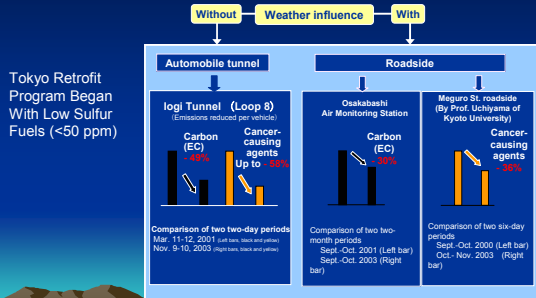 Without
Weather influence
With
Tokyo Retrofit
Program Began
With Low Sulfur
Fuels (<50 ppm)
Automobile tunnel
Iogi Tunnel (Loop 8)
(Emissions reduced per vehicle)
Carbon
(EC)
- 49%
Cancer-
causing
agents
Up to - 58%
Comparison of two two-day periods
Mar. 11-12, 2001 (Left bars, black and yellow)
Nov. 9-10, 2003 (Right bars, black and yellow)
Roadside
Osakabashi
Air Monitoring Station
Carbon
(EC)
- 39%
Comparison of two two-
month periods
Sept.-Oct. 2001 (Left bar)
Sept.-Oct. 2003 (Right
bar)
Meguro St. roadside
(By Prof. Uchiyama of
Kyoto University)
Cancer-
causing
agents
- 36%
Comparison of two six-day
periods
Sept.-Oct. 2000 (Left bar)
Oct.- Nov. 2003 (Right
bar)